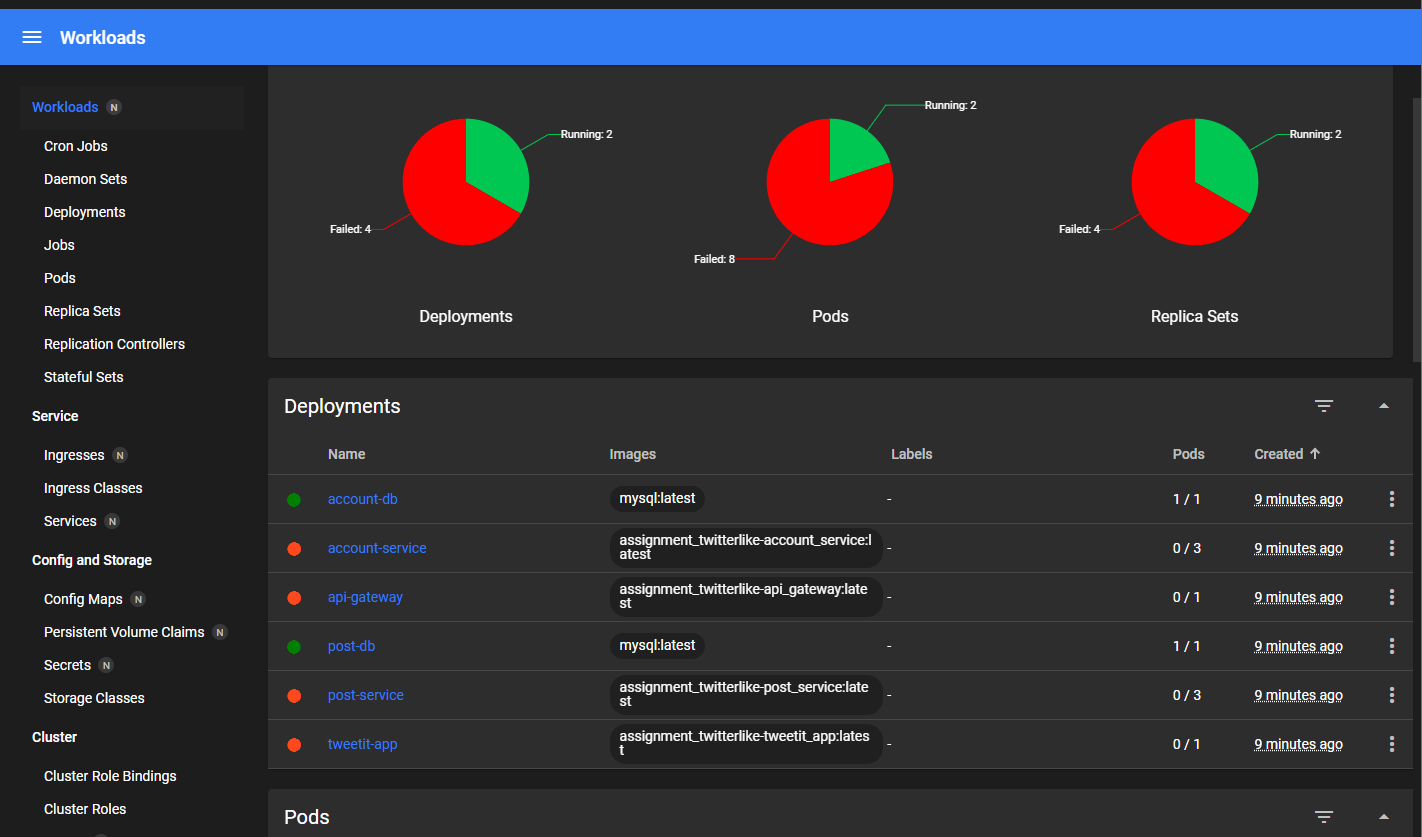 Workloads
Workloads N
Cron Jobs
Daemon Sets
Deployments
Jobs
Pods
Replica Sets
Replication Controllers
Stateful Sets
Service
Ingresses N
Ingress Classes
Services N
Config and Storage
Config Maps N
Persistent Volume Claims N
Secrets N
Storage Classes
Cluster
Cluster Role Bindings
Cluster Roles
Running: 2
Failed: 4
Deployments
Running: 2
Failed: 8
Pods
Running: 2
Failed: 4
Replica Sets
Deployments
Name Images Labels Pods Created
account-db mysql:latest - 1 / 1 9 minutes ago
account-service assignment_twitterlike-account_service:l - 0 / 3 9 minutes ago
atest
api-gateway assignment_twitterlike-api_gateway:late - 0 / 1 9 minutes ago
st
post-db mysql:latest - 1 / 1 9 minutes ago
post-service assignment_twitterlike-post_service:late - 0 / 3 9 minutes ago
st
tweetit-app assignment_twitterlike-tweetit_app:lates - 0 / 1 9 minutes ago
t
Pods